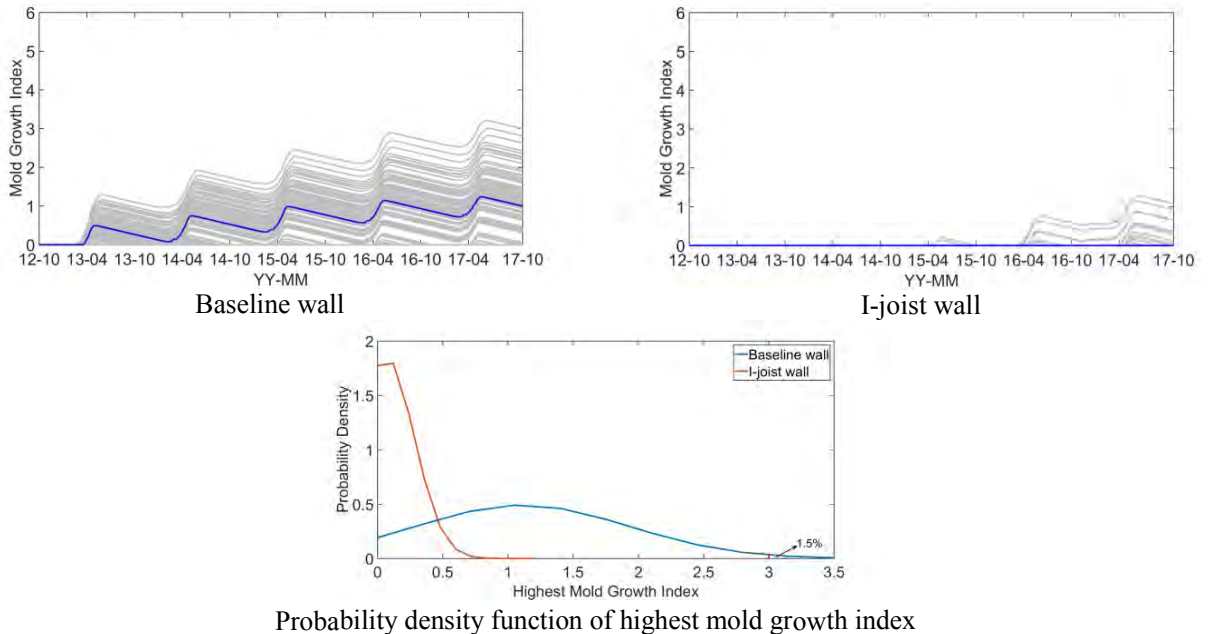 6
5
4
3
2
1
0
Mold Growth Index
12-10 13-04 13-10 14-04 14-10 15-04 15-10 16-04 16-10 17-04 17-10
YY-MM
Baseline wall
6
5
4
3
2
1
0
Mold Growth Index
12-10 13-04 13-10 14-04 14-10 15-04 15-10 16-04 16-10 17-04 17-10
YY-MM
I-joist wall
2
1.5
1
0.5
0
Probability Density
Baseline wall
I-joist wall
1.5%
0 0.5 1 1.5 2 2.5 3 3.5
Highest Mold Growth Index
Probability density function of highest mold growth index